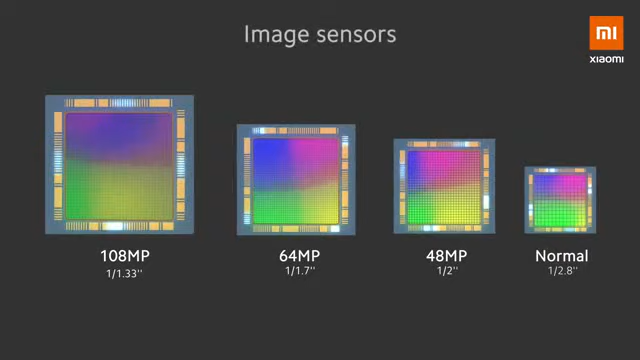 Image sensors
mi
xiaomi
108MP
1/1.33''
64MP
1/1.7''
48MP
1/2''
Normal
1/2.8''